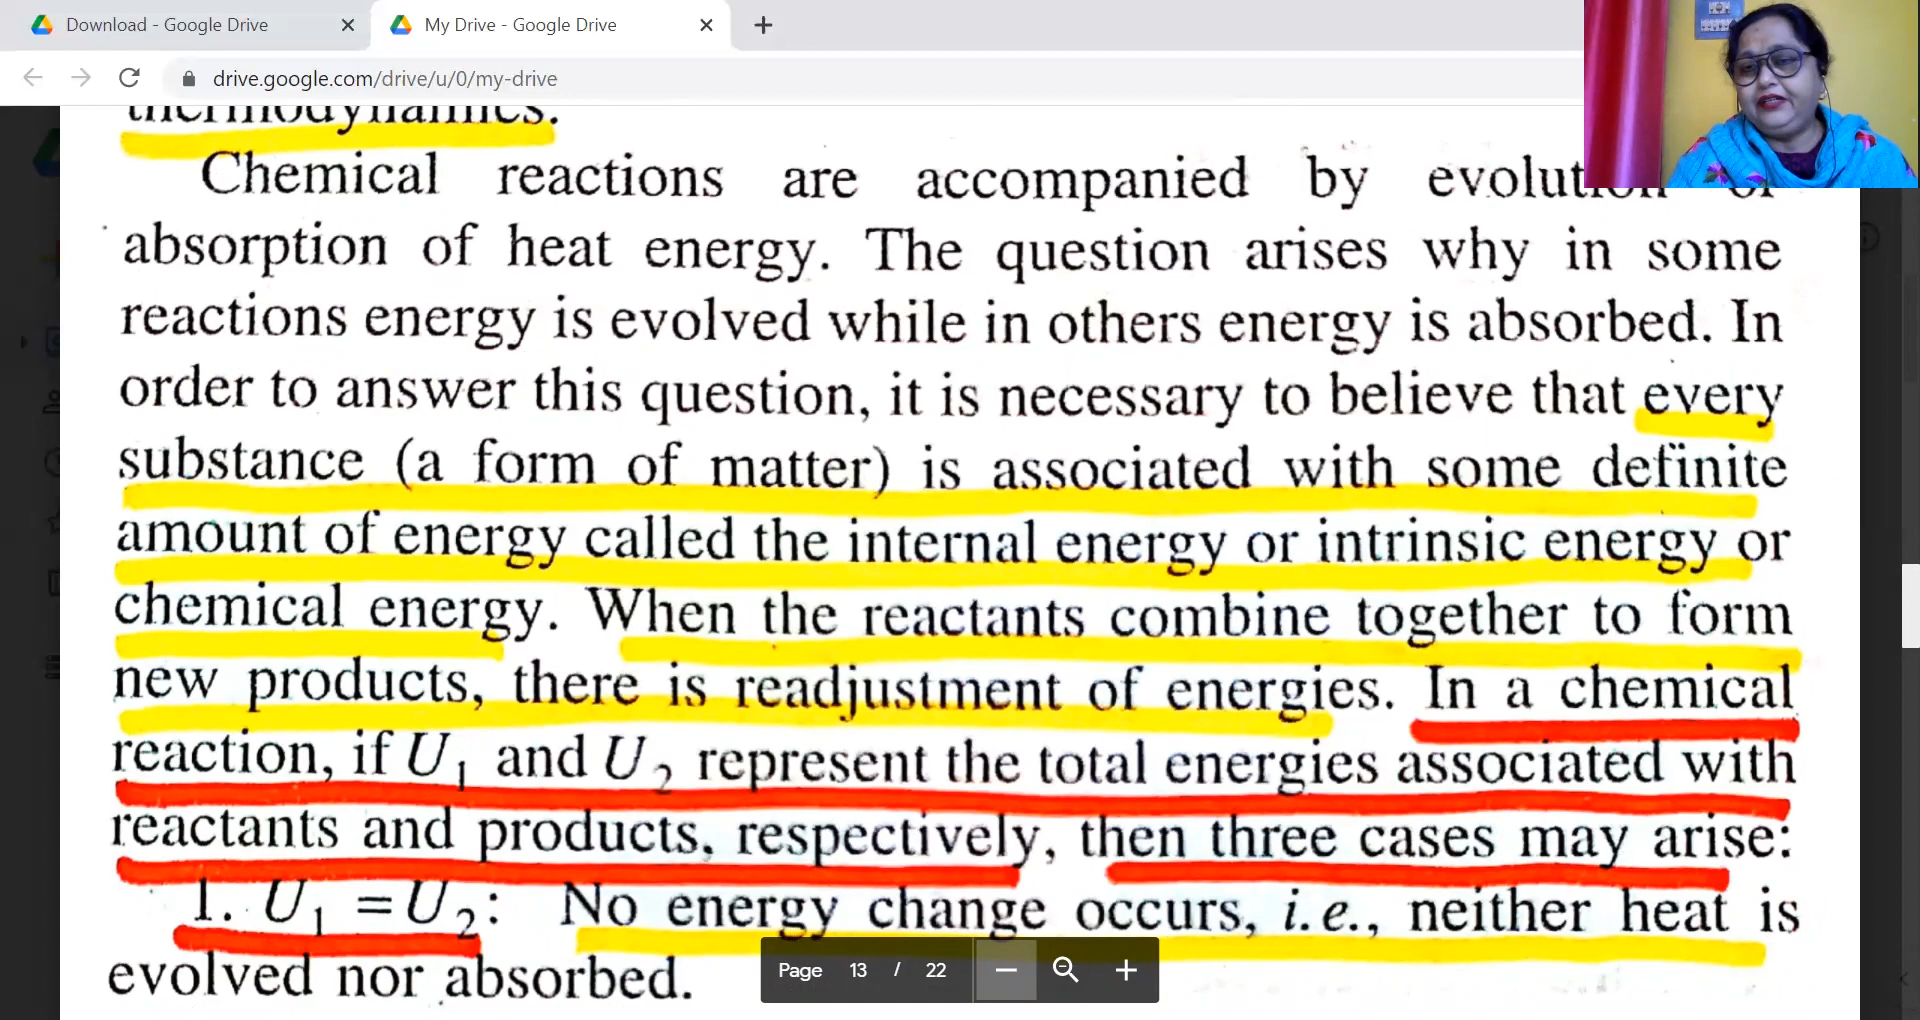 Download - Google Drive
My Drive - Google Drive
drive.google.com/drive/u/0/my-drive
thermodynamics.
Chemical reactions are accompanied by evolution or
absorption of heat energy. The question arises why in some
reactions energy is evolved while in others energy is absorbed. In
order to answer this question, it is necessary to believe that every
substance (a form of matter) is associated with some definite
amount of energy called the internal energy or intrinsic energy or
chemical energy. When the reactants combine together to form
new products, there is readjustment of energies. In a chemical
reaction, if U₁ and U₂ represent the total energies associated with
reactants and products, respectively, then three cases may arise:
1. U₁ = U₂: No energy change occurs, i.e., neither heat is
evolved nor absorbed.
Page 13 / 22